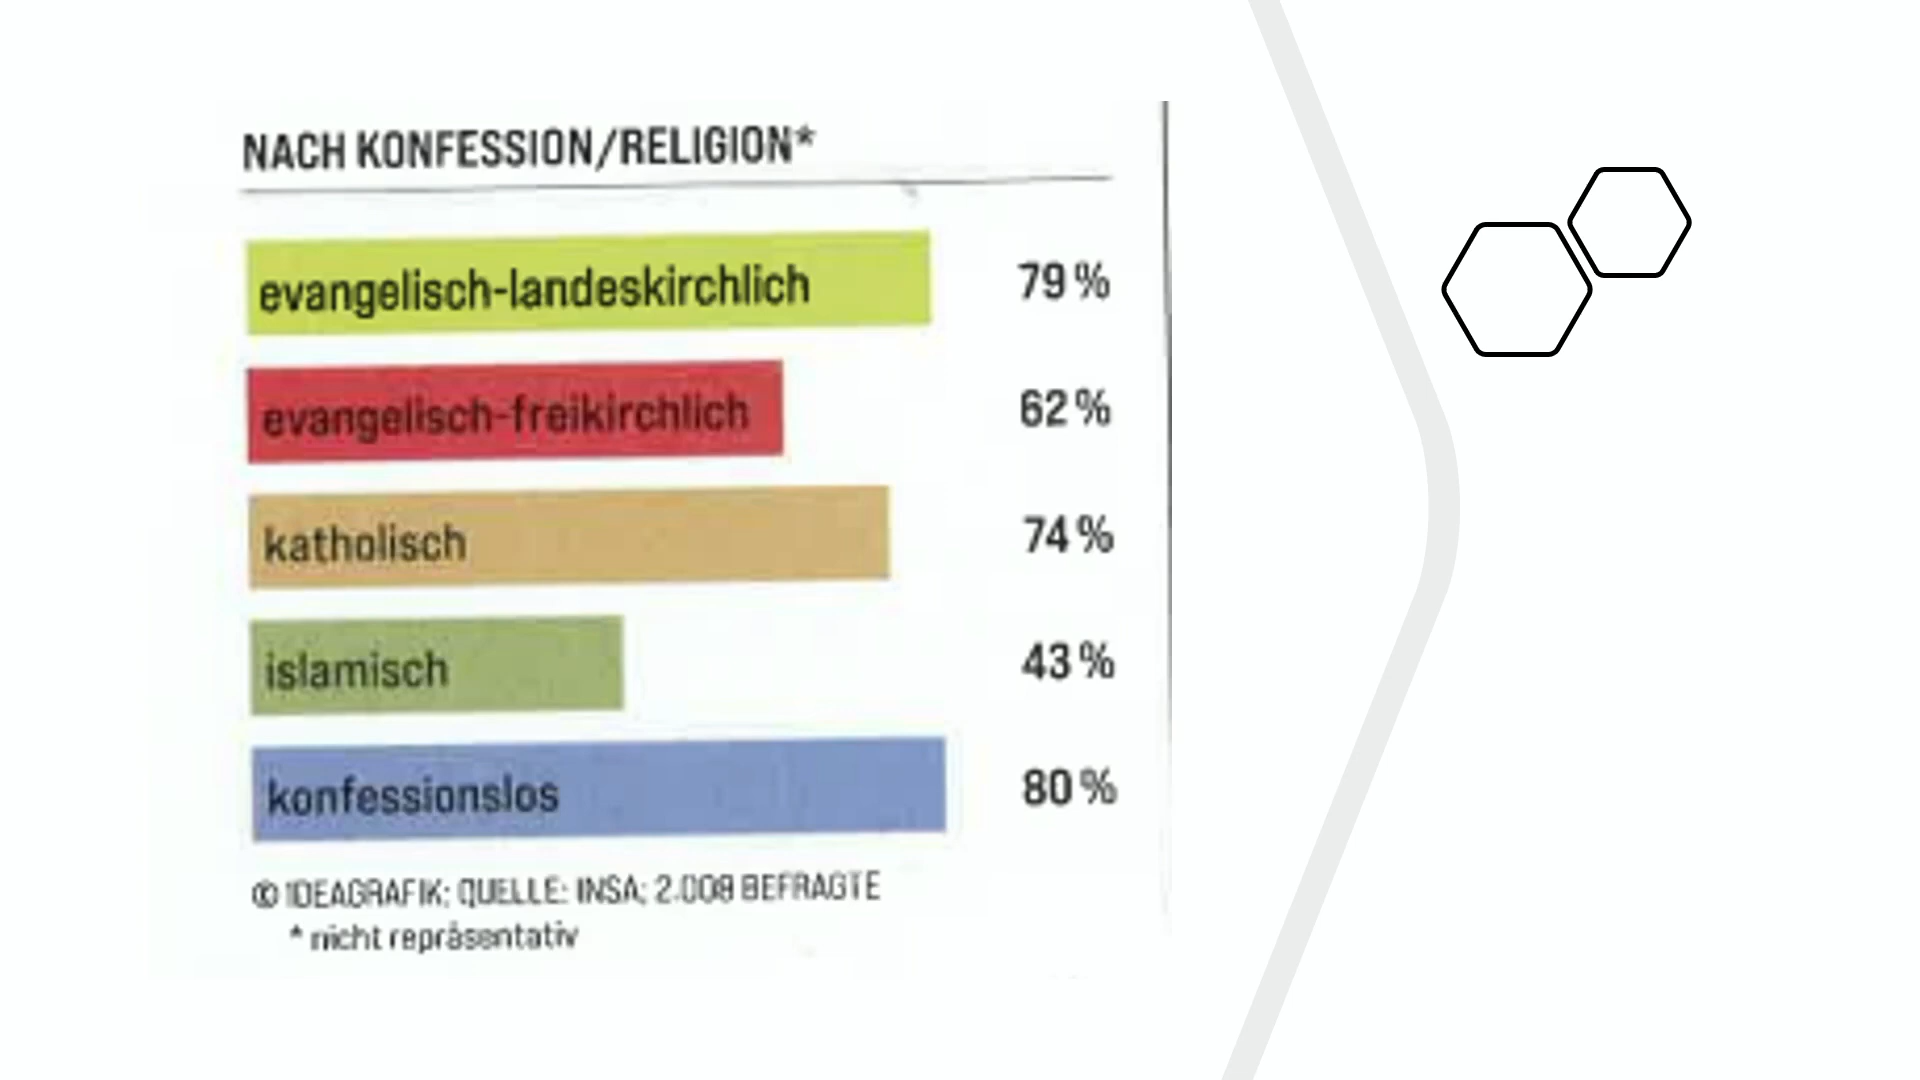 NACH KONFESSION/RELIGION*
evangelisch-landeskirchlich 79 %
evangelisch-freikirchlich 62 %
katholisch 74 %
islamisch 43 %
konfessionslos 80 %
© IDEAGRAFIK; QUELLE: INSA; 2.008 BEFRAGTE
* nicht repräsentativ